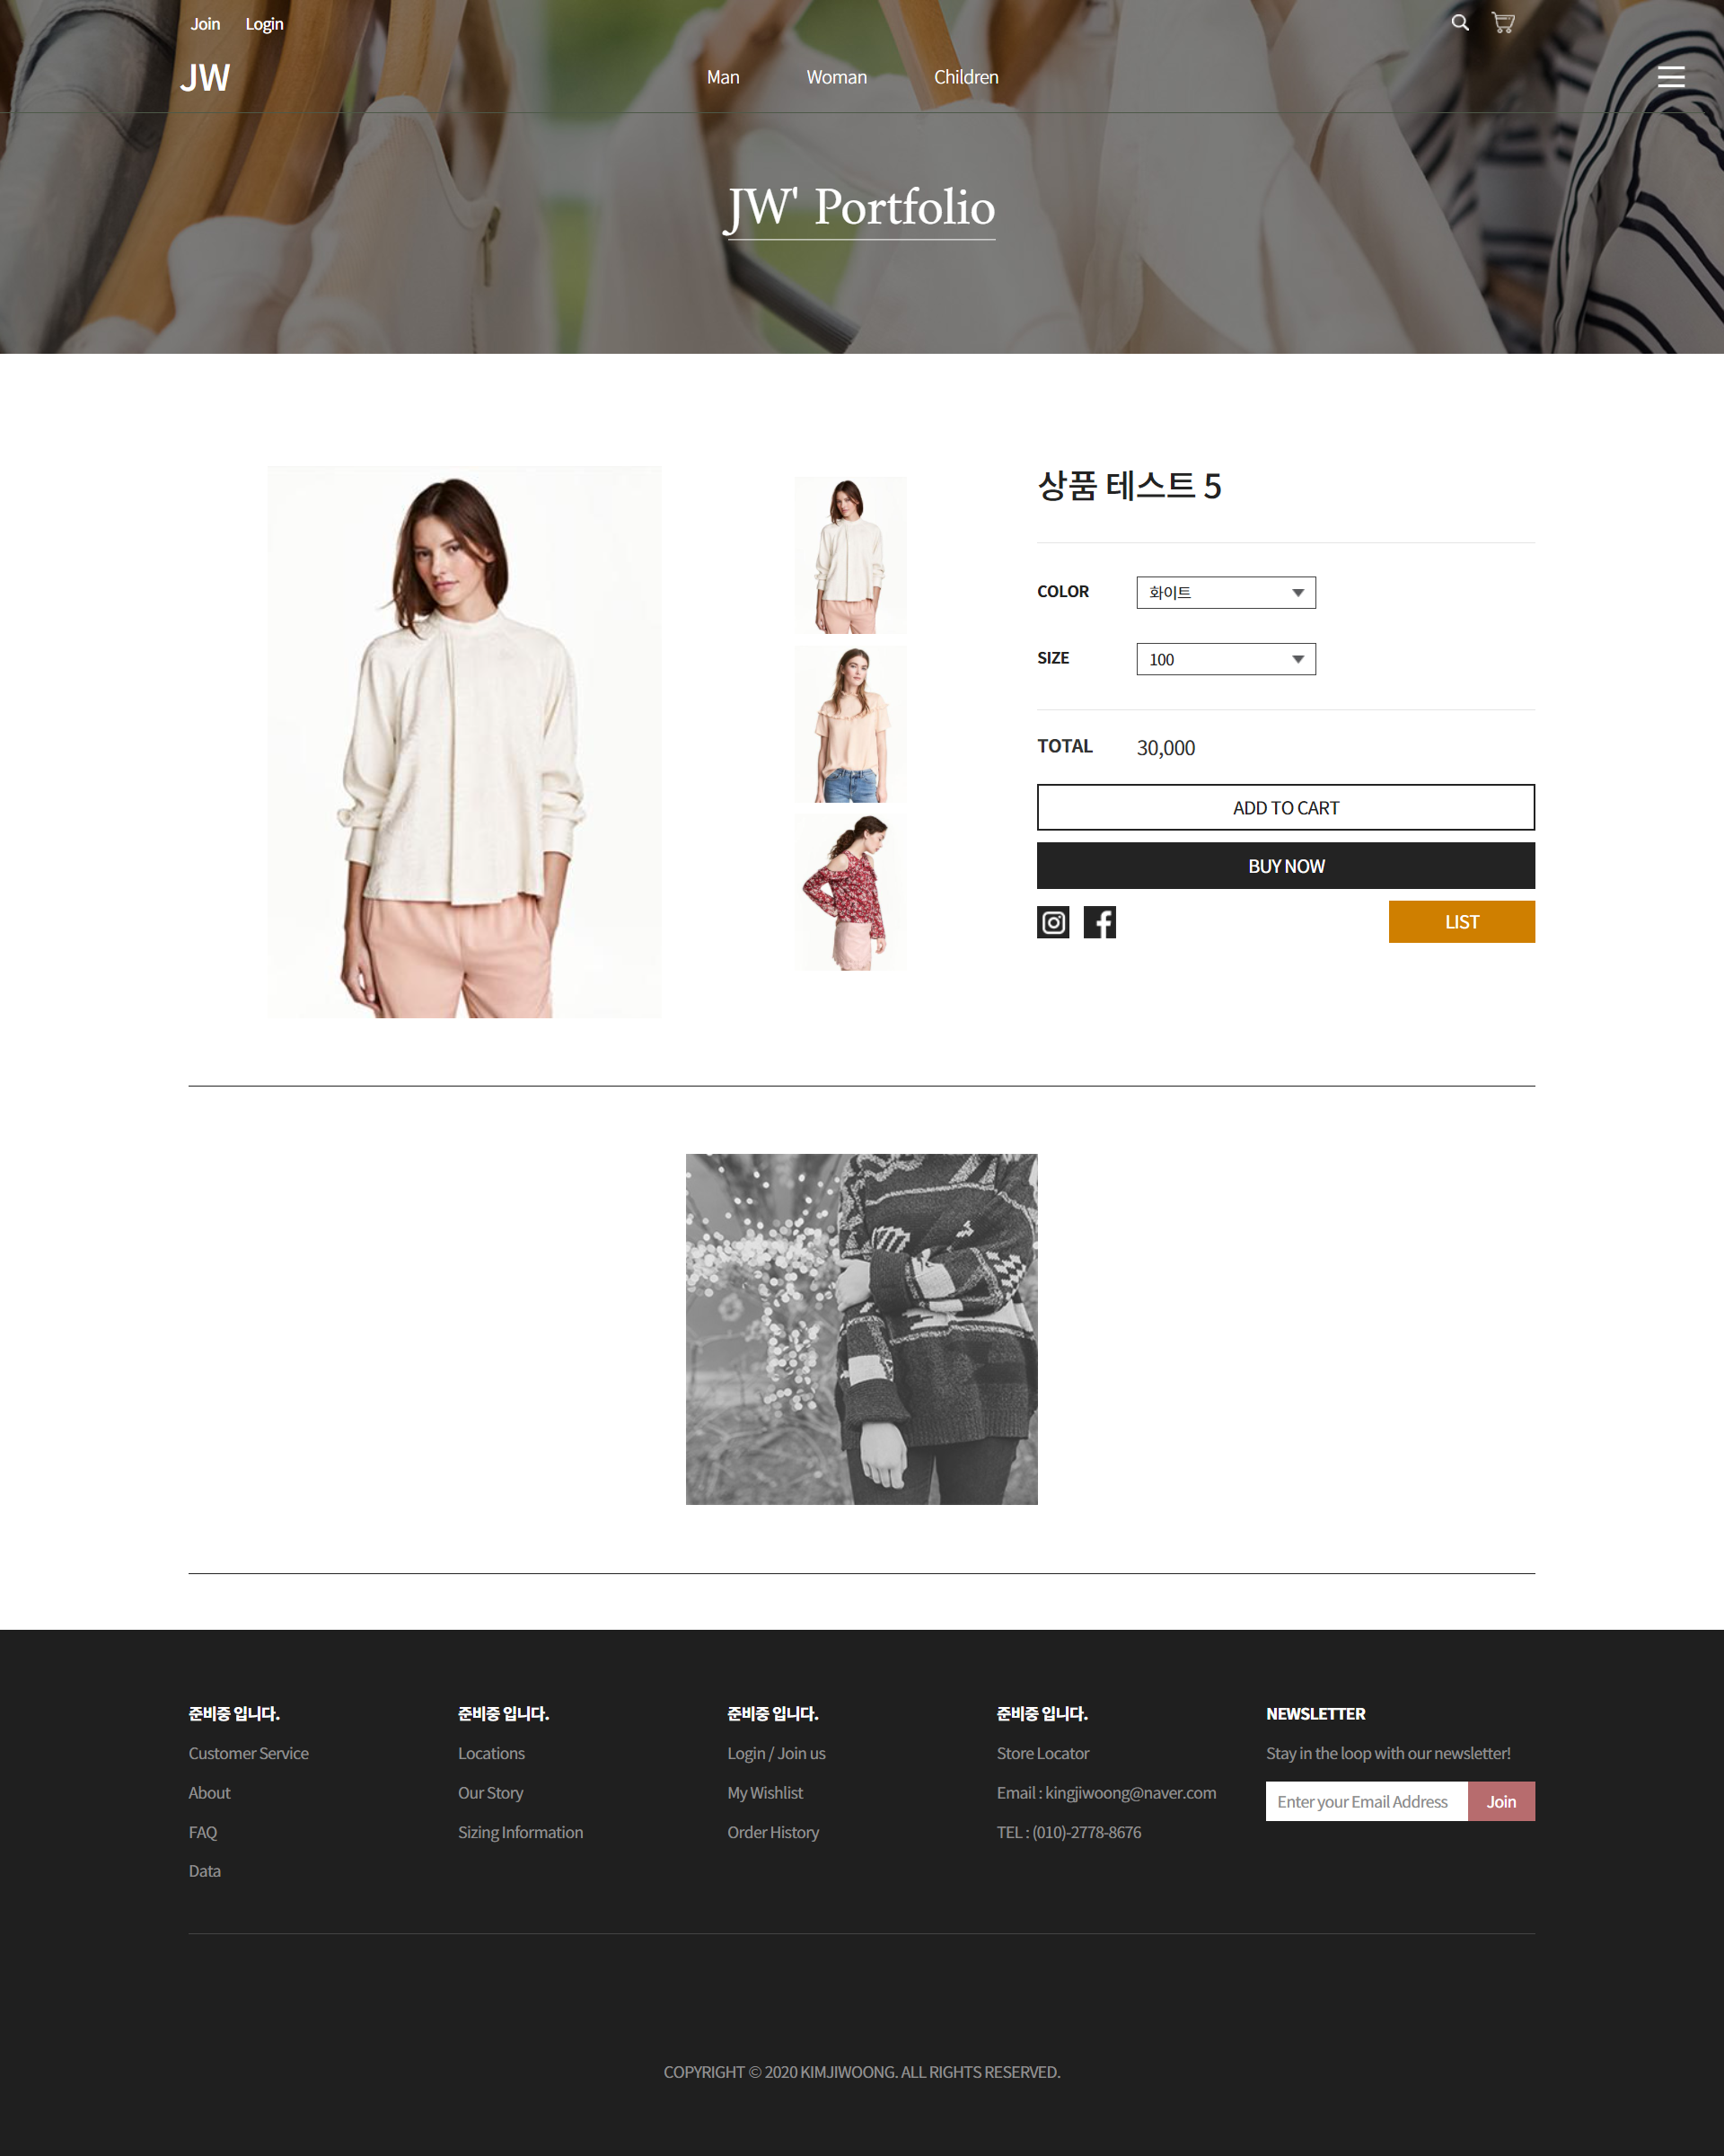 Join Login
JW
Man Woman Children
JW' Portfolio
상품 테스트 5
COLOR 화이트
SIZE 100
TOTAL 30,000
ADD TO CART
BUY NOW
LIST
준비중 입니다.
Customer Service
About
FAQ
Data
준비중 입니다.
Locations
Our Story
Sizing Information
준비중 입니다.
Login / Join us
My Wishlist
Order History
준비중 입니다.
Store Locator
Email : kingjiwoong@naver.com
TEL : (010)-2778-8676
NEWSLETTER
Stay in the loop with our newsletter!
Enter your Email Address Join
COPYRIGHT © 2020 KIMJIWOONG. ALL RIGHTS RESERVED.